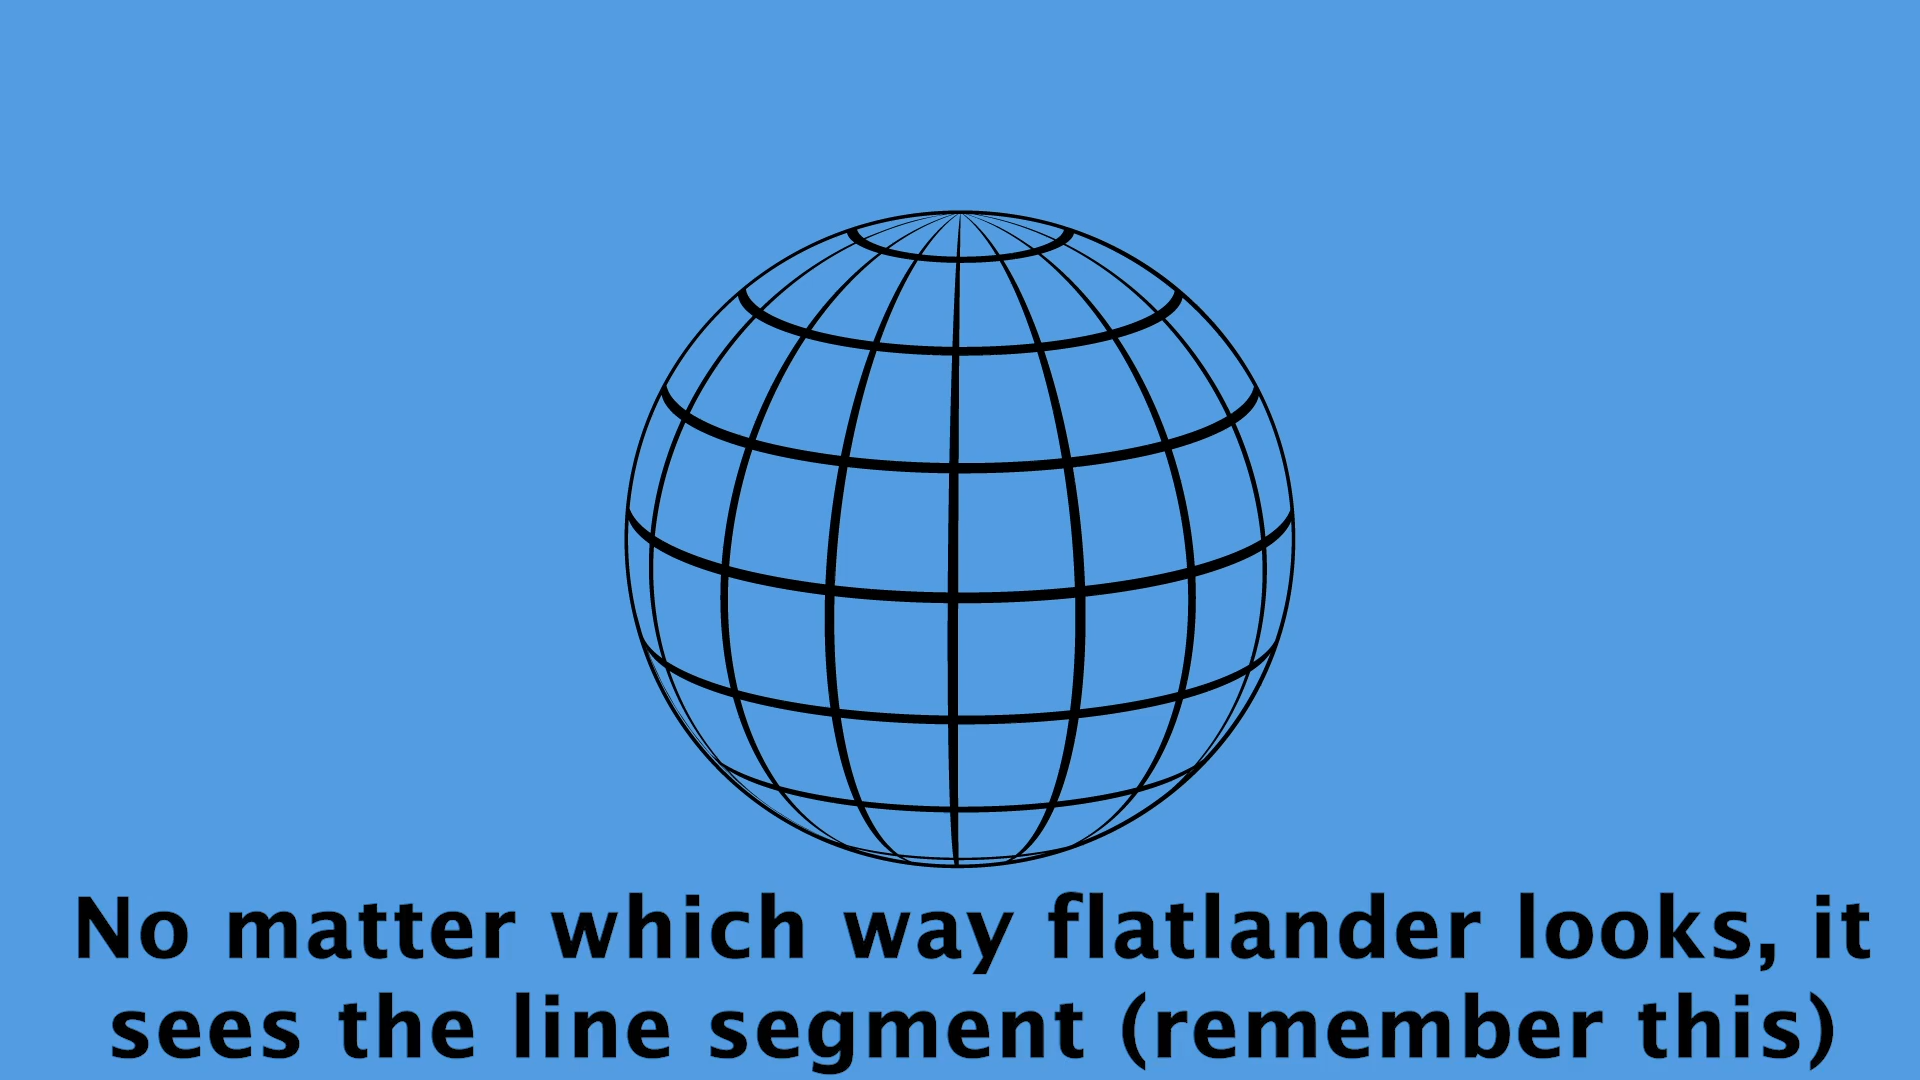 No matter which way flatlander looks, it
sees the line segment (remember this)